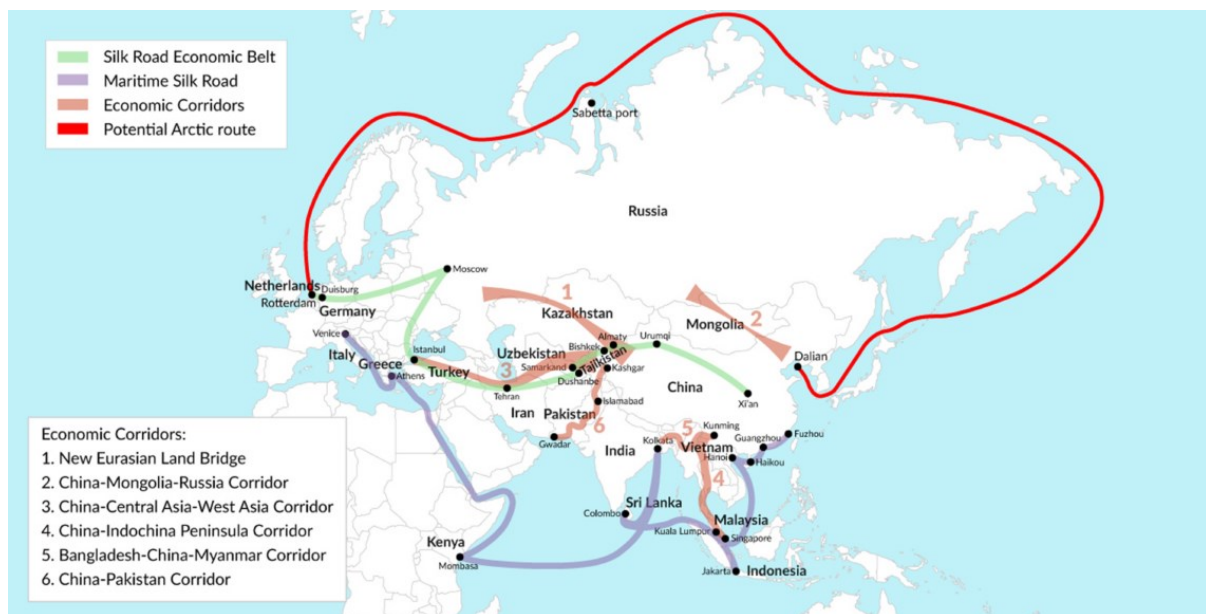 Silk Road Economic Belt
Maritime Silk Road
Economic Corridors
Potential Arctic route
Sabetta port
Russia
Moscow
Netherlands
Rotterdam
Duisburg
Germany
1
Kazakhstan
Mongolia
2
Venice
Italy
Greece
Athens
Istanbul
Turkey
Uzbekistan
Bishkek
Almaty
Urumqi
Dalian
3
Samarkand
Tajikistan
Dushanbe
Kashgar
China
Tehran
Iran
Pakistan
Islamabad
Xi'an
6
Gwadar
India
Kolkata
5
Kunming
Vietnam
Hanoi
Guangzhou
Fuzhou
Haikou
4
Sri Lanka
Colombo
Malaysia
Kuala Lumpur
Singapore
Kenya
Mombasa
Jakarta
Indonesia
Economic Corridors:
1. New Eurasian Land Bridge
2. China-Mongolia-Russia Corridor
3. China-Central Asia-West Asia Corridor
4. China-Indochina Peninsula Corridor
5. Bangladesh-China-Myanmar Corridor
6. China-Pakistan Corridor